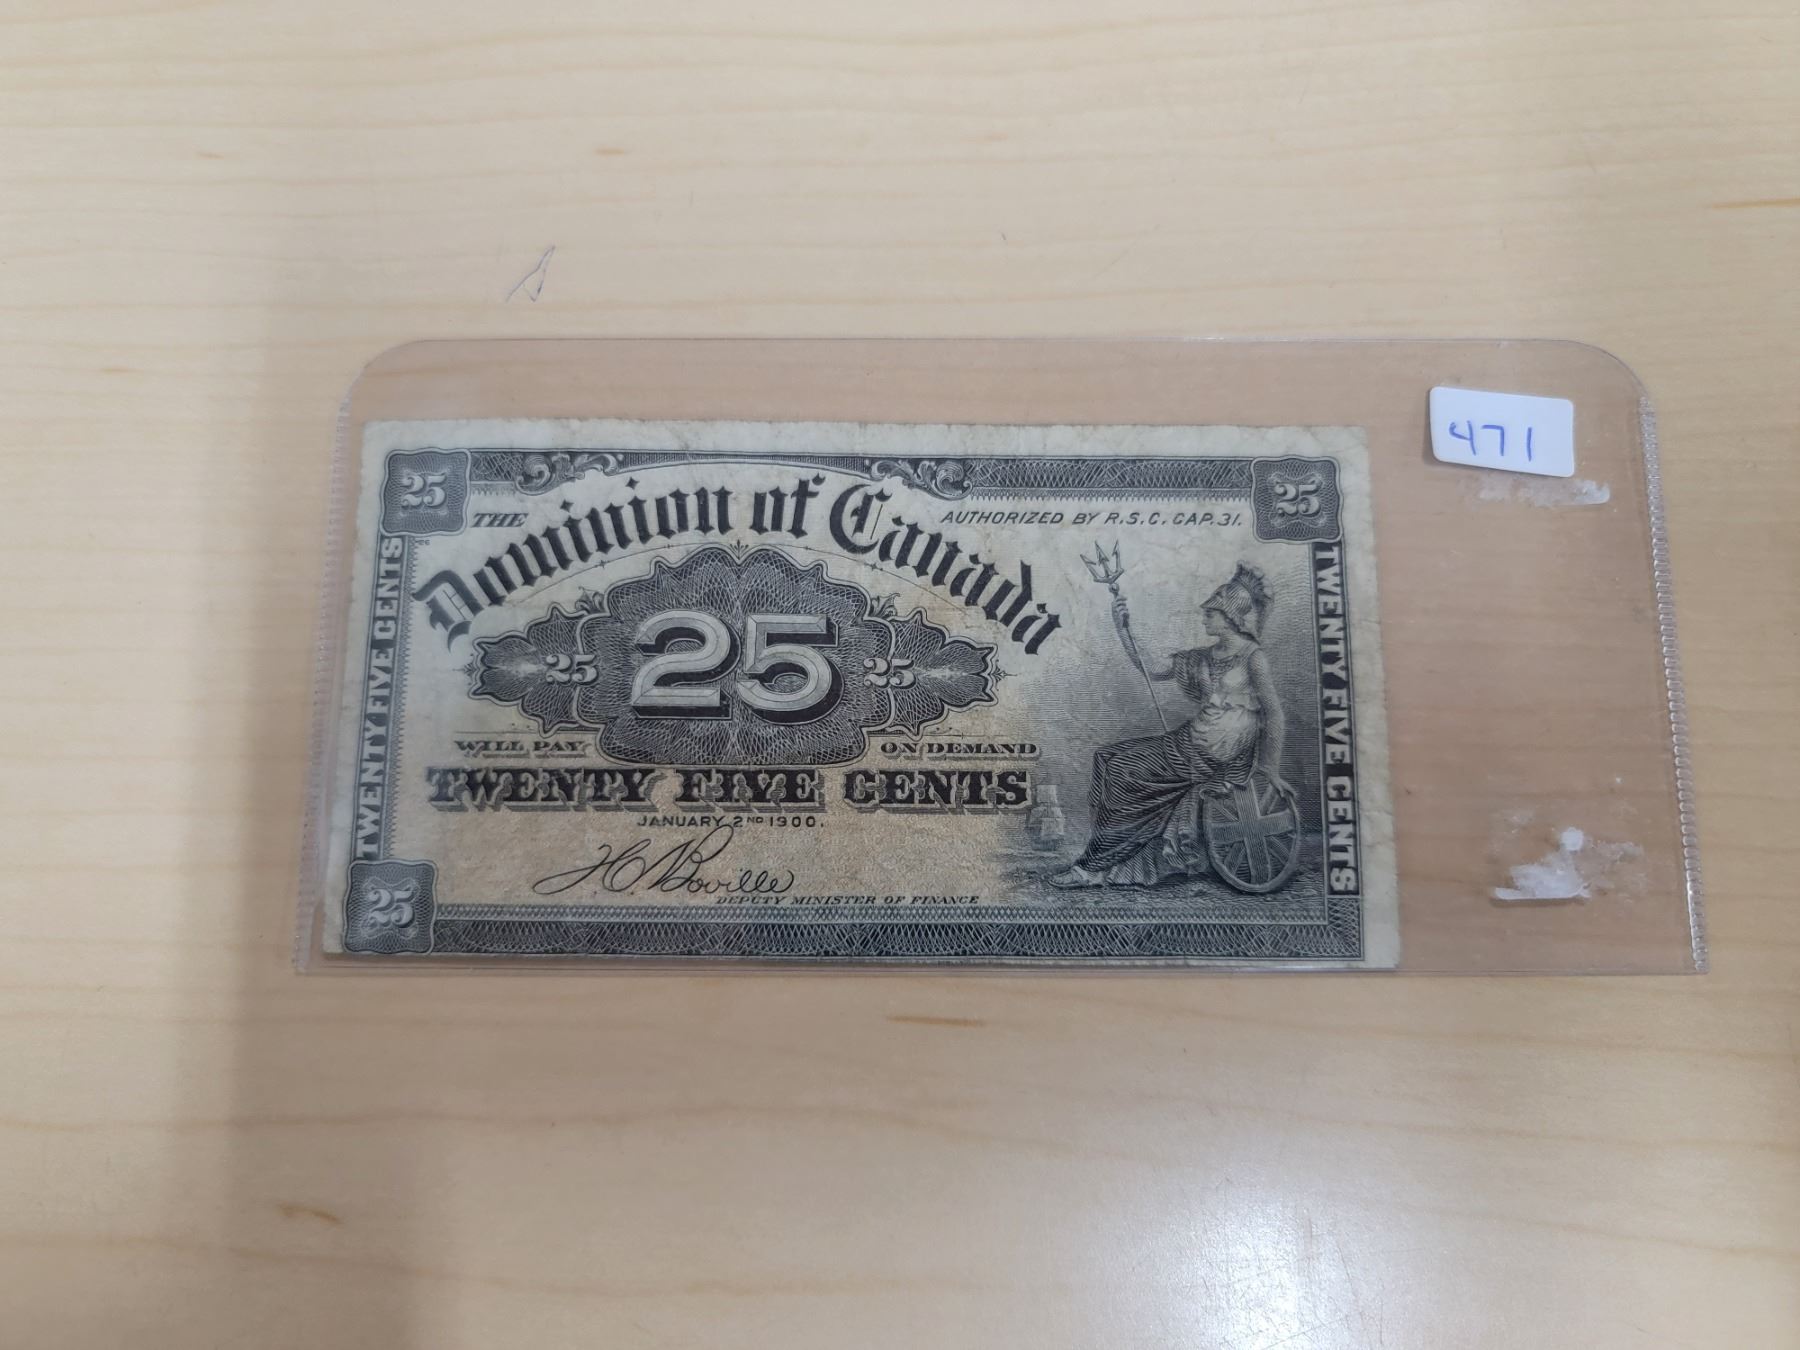 471
25 25
THE Dominion of Canada
AUTHORIZED BY R.S.C. CAP. 31.
TWENTY FIVE CENTS
25 25 25
TWENTY FIVE CENTS
WILL PAY ON DEMAND
TWENTY FIVE CENTS
JANUARY 2ND 1900.
H. Boville
DEPUTY MINISTER OF FINANCE
25